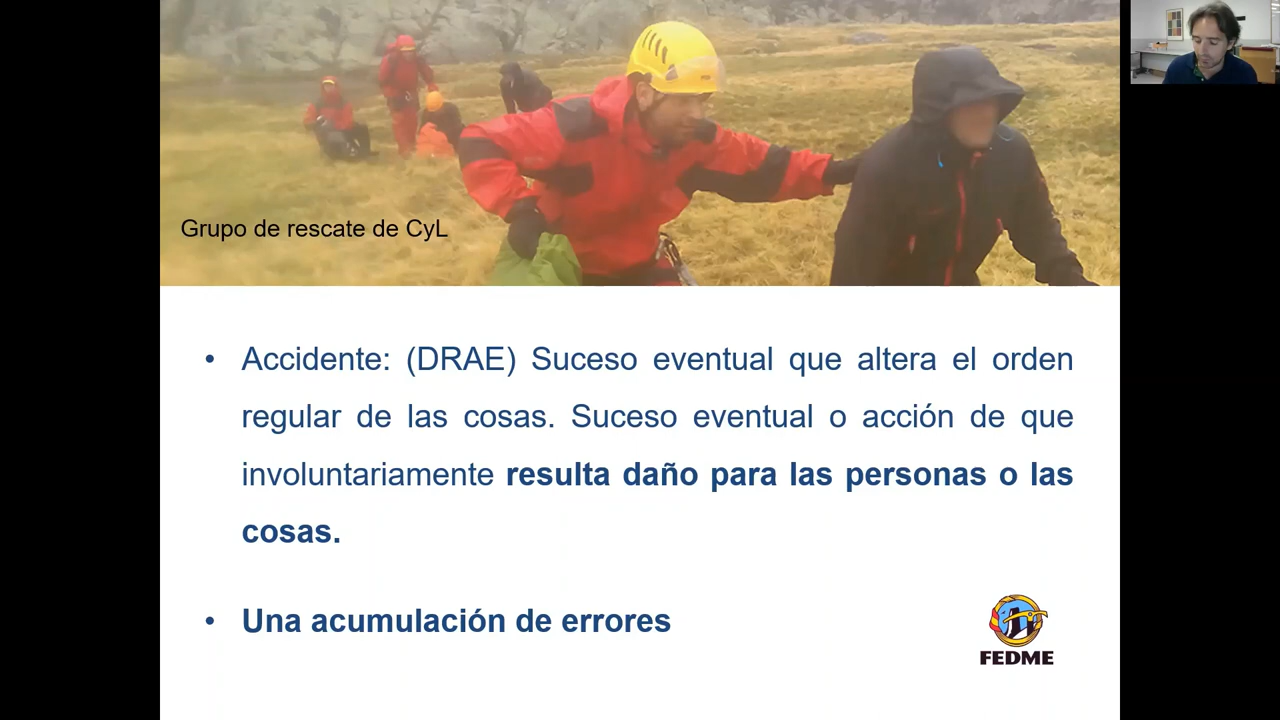 Grupo de rescate de CyL
• Accidente: (DRAE) Suceso eventual que altera el orden
regular de las cosas. Suceso eventual o acción de que
involuntariamente resulta daño para las personas o las
cosas.
• Una acumulación de errores
FEDME